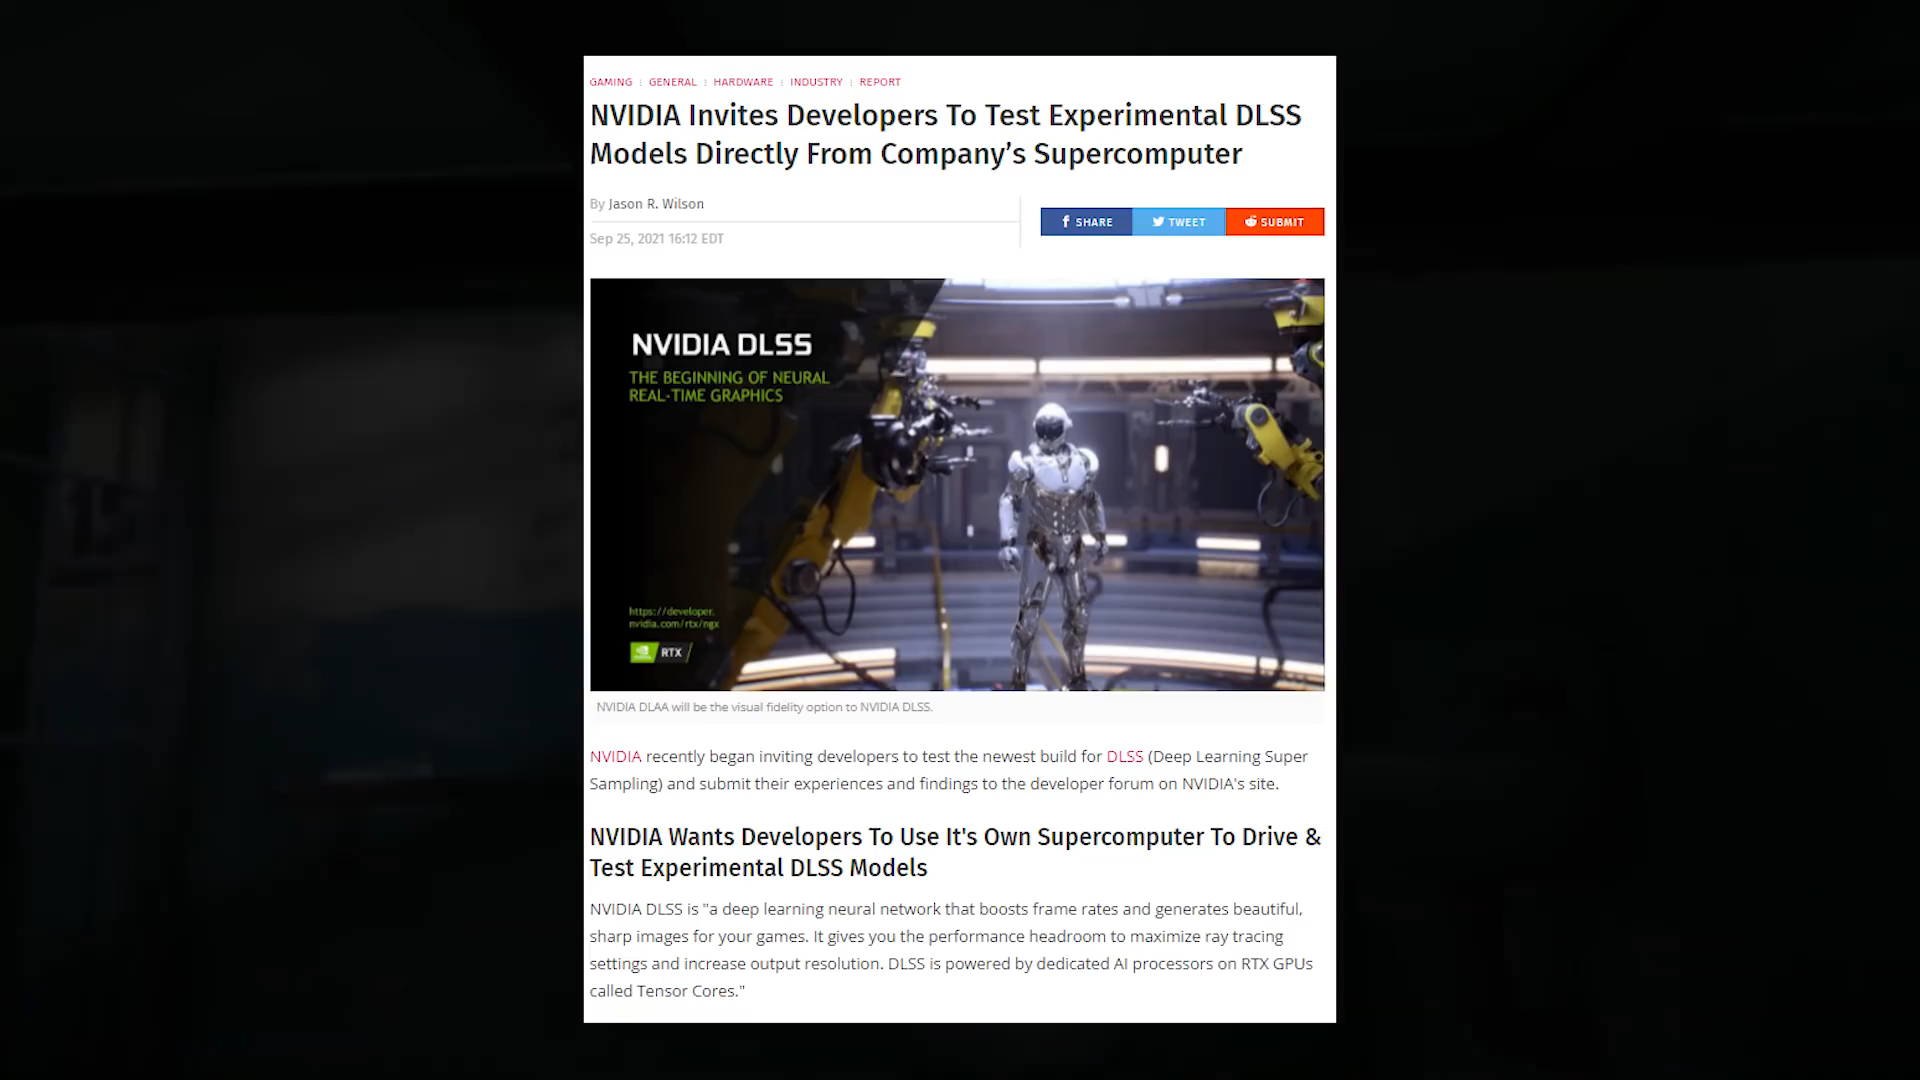 GAMING : GENERAL : HARDWARE : INDUSTRY : REPORT
NVIDIA Invites Developers To Test Experimental DLSS
Models Directly From Company’s Supercomputer
By Jason R. Wilson
Sep 25, 2021 16:12 EDT
SHARE TWEET SUBMIT
NVIDIA DLSS
THE BEGINNING OF NEURAL
REAL-TIME GRAPHICS
https://developer.
nvidia.com/rtx/ngx
RTX
NVIDIA DLAA will be the visual fidelity option to NVIDIA DLSS.
NVIDIA recently began inviting developers to test the newest build for DLSS (Deep Learning Super
Sampling) and submit their experiences and findings to the developer forum on NVIDIA's site.
NVIDIA Wants Developers To Use It's Own Supercomputer To Drive &
Test Experimental DLSS Models
NVIDIA DLSS is "a deep learning neural network that boosts frame rates and generates beautiful,
sharp images for your games. It gives you the performance headroom to maximize ray tracing
settings and increase output resolution. DLSS is powered by dedicated AI processors on RTX GPUs
called Tensor Cores."